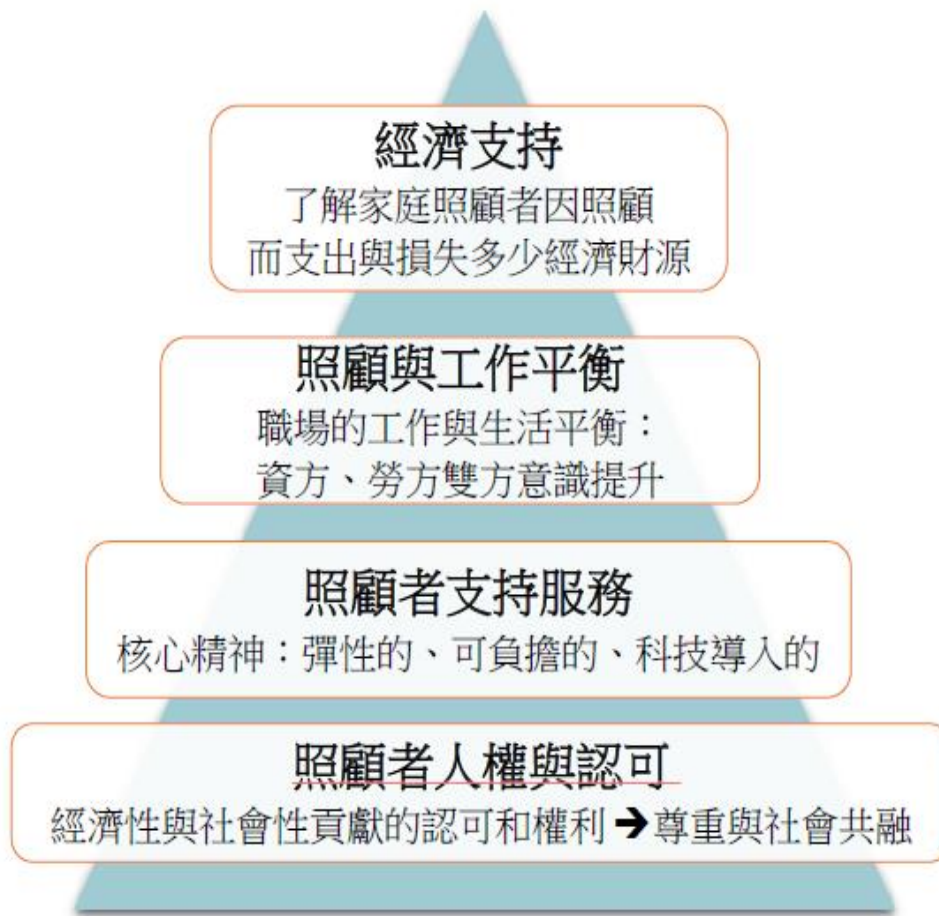 經濟支持
了解家庭照顧者因照顧
而支出與損失多少經濟財源
照顧與工作平衡
職場的工作與生活平衡：
資方、勞方雙方意識提升
照顧者支持服務
核心精神：彈性的、可負擔的、科技導入的
照顧者人權與認可
經濟性與社會性貢獻的認可和權利➔尊重與社會共融